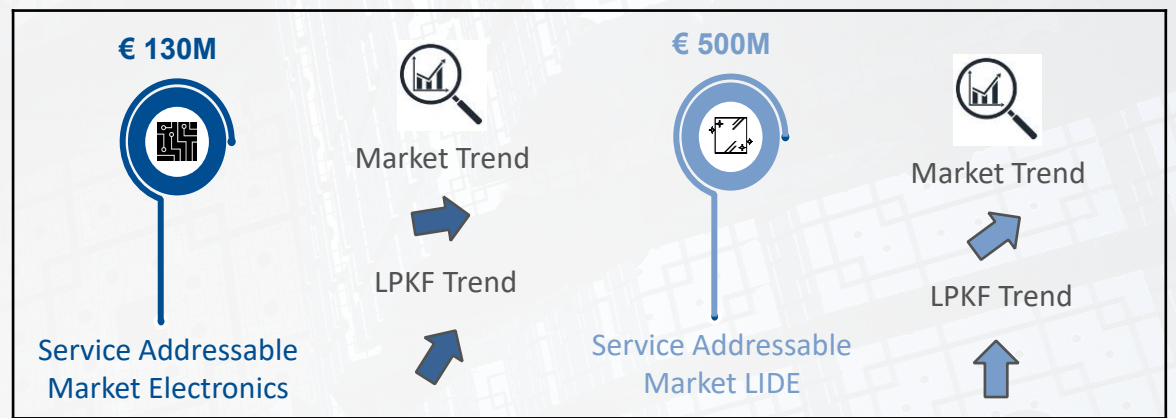 € 130M
Market Trend
LPKF Trend
Service Addressable
Market Electronics
€ 500M
Market Trend
LPKF Trend
Service Addressable
Market LIDE